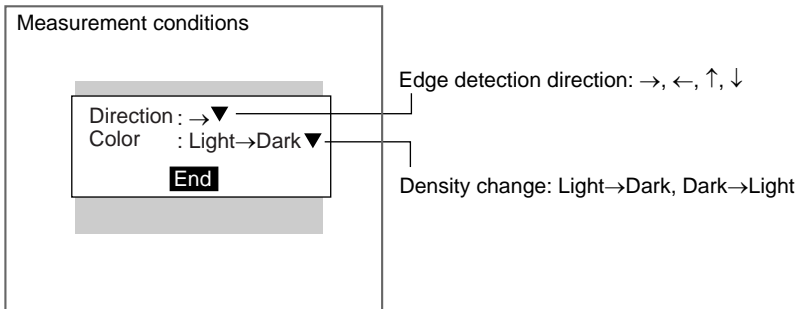 Measurement conditions
Edge detection direction: →, ←, ↑, ↓
Direction : →▼
Color : Light→Dark▼
End
Density change: Light→Dark, Dark→Light